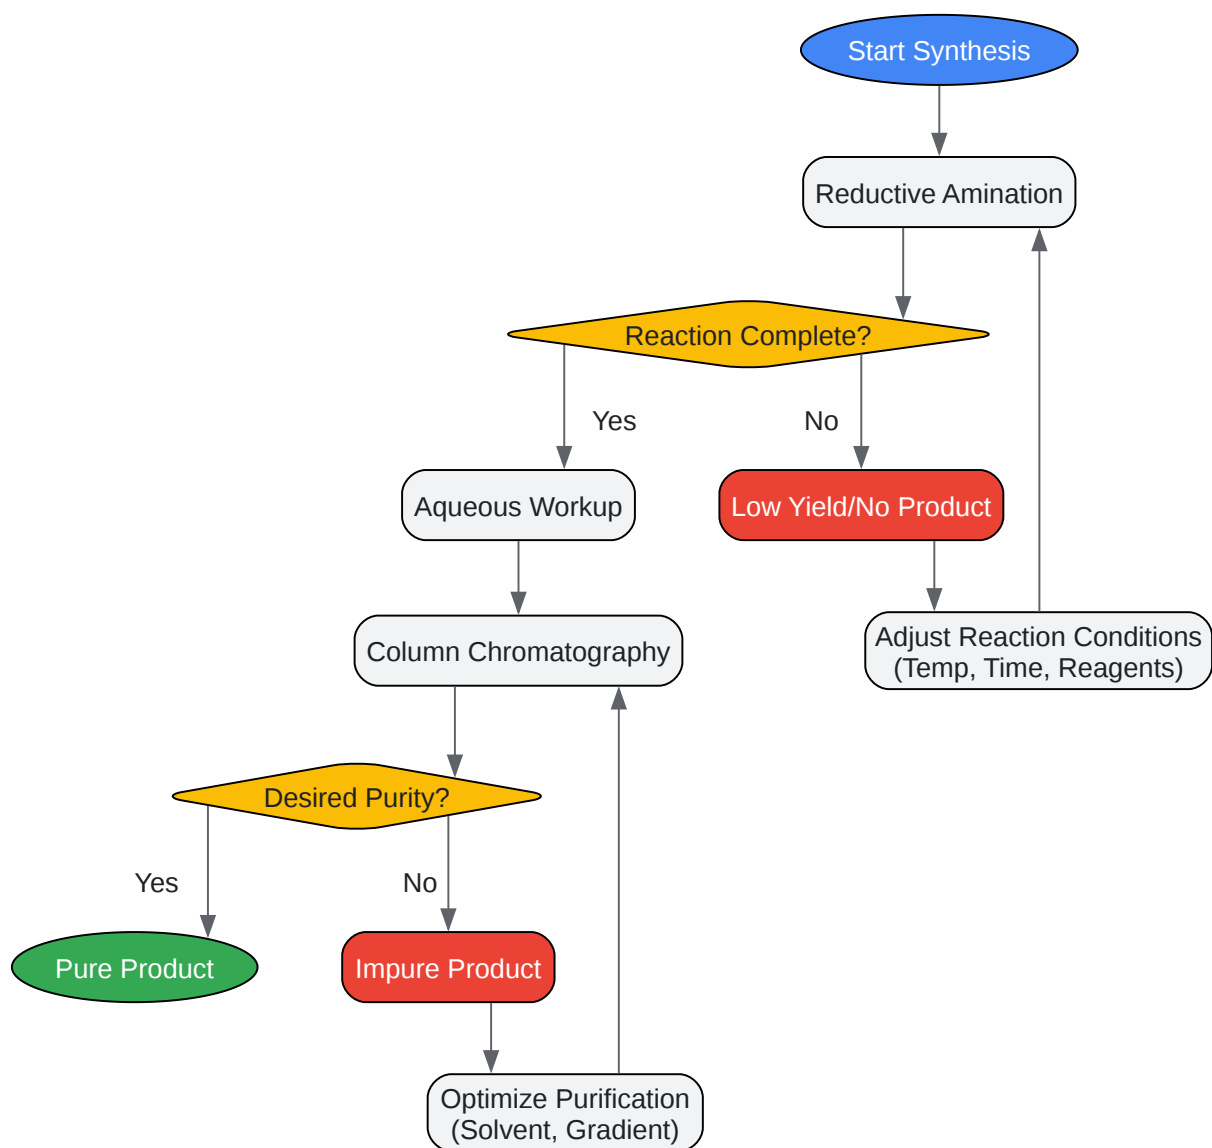 Start Synthesis
Reductive Amination
Reaction Complete?
Yes
No
Aqueous Workup
Low Yield/No Product
Column Chromatography
Adjust Reaction Conditions
(Temp, Time, Reagents)
Desired Purity?
Yes
No
Pure Product
Impure Product
Optimize Purification
(Solvent, Gradient)